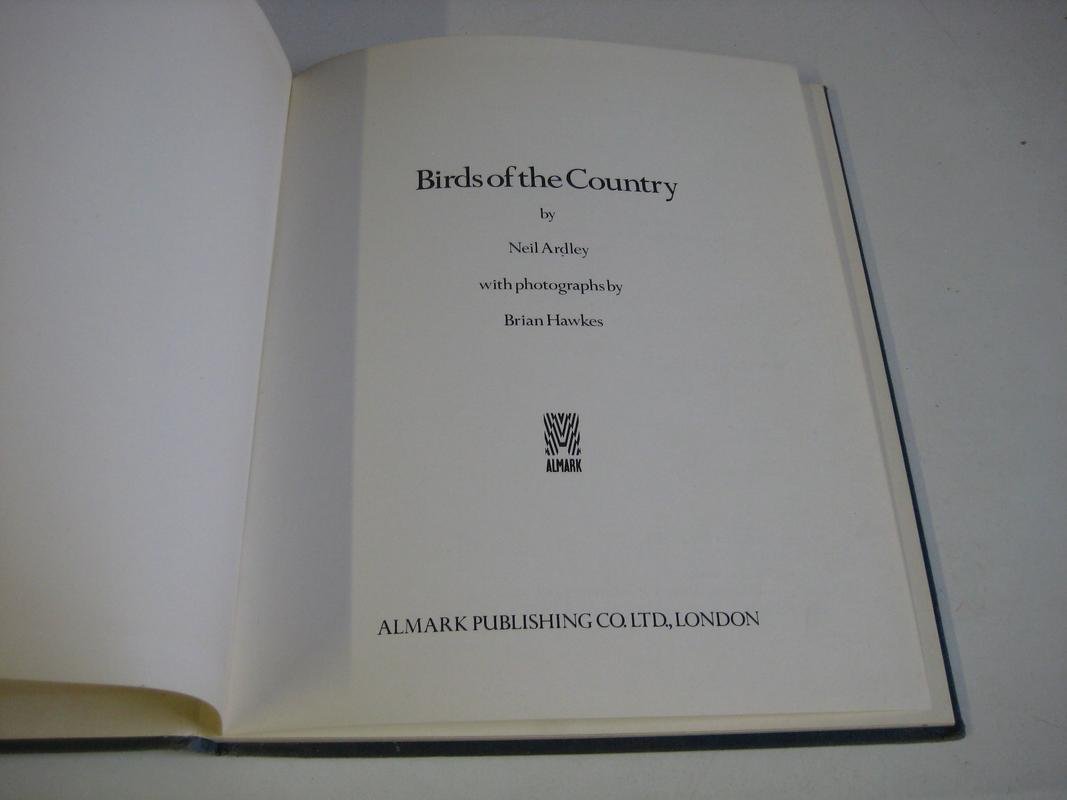 Birds of the Country
by
Neil Ardley
with photographs by
Brian Hawkes
ALMARK
ALMARK PUBLISHING CO. LTD., LONDON